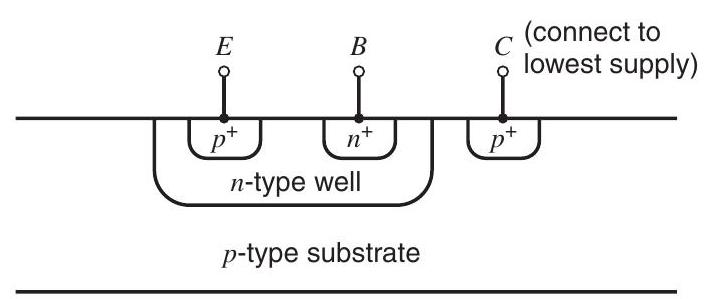 E
B
C
(connect to
lowest supply)
p+
n+
p+
n-type well
p-type substrate